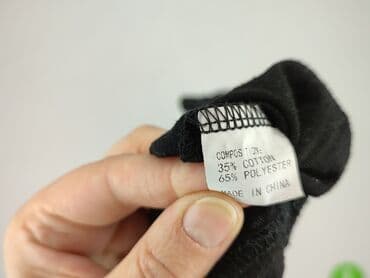 COMPOSITION:
35% COTTON
65% POLYESTER
MADE IN CHINA